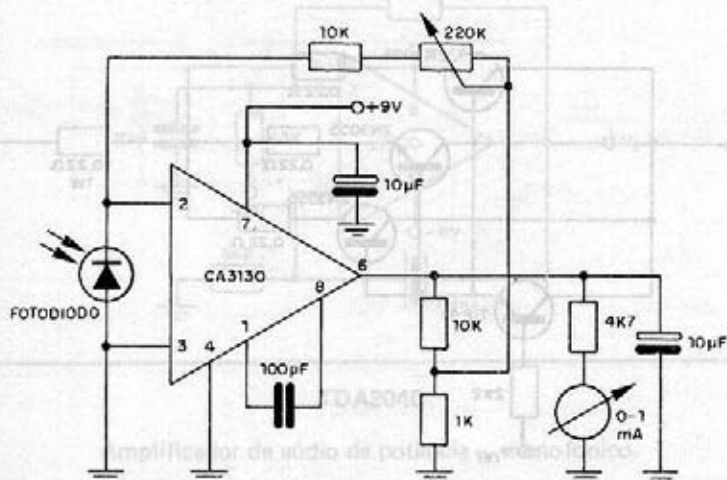 10K
220K
+9V
10µF
2
7
CA3130
6
8
3
4
1
FOTODIODO
100pF
10K
4K7
10µF
1K
0-1
mA
TDA2040
Amplificador de áudio de potência